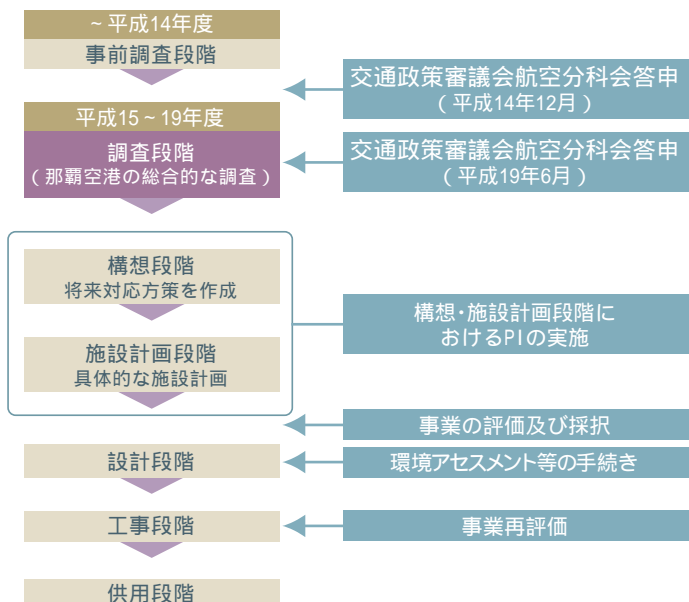 ~平成14年度
事前調査段階
交通政策審議会航空分科会答申
(平成14年12月)
平成15~19年度
調査段階
(那覇空港の総合的な調査)
交通政策審議会航空分科会答申
(平成19年6月)
構想段階
将来対応方策を作成
構想・施設計画段階に
おけるPIの実施
施設計画段階
具体的な施設計画
事業の評価及び採択
設計段階
環境アセスメント等の手続き
工事段階
事業再評価
供用段階